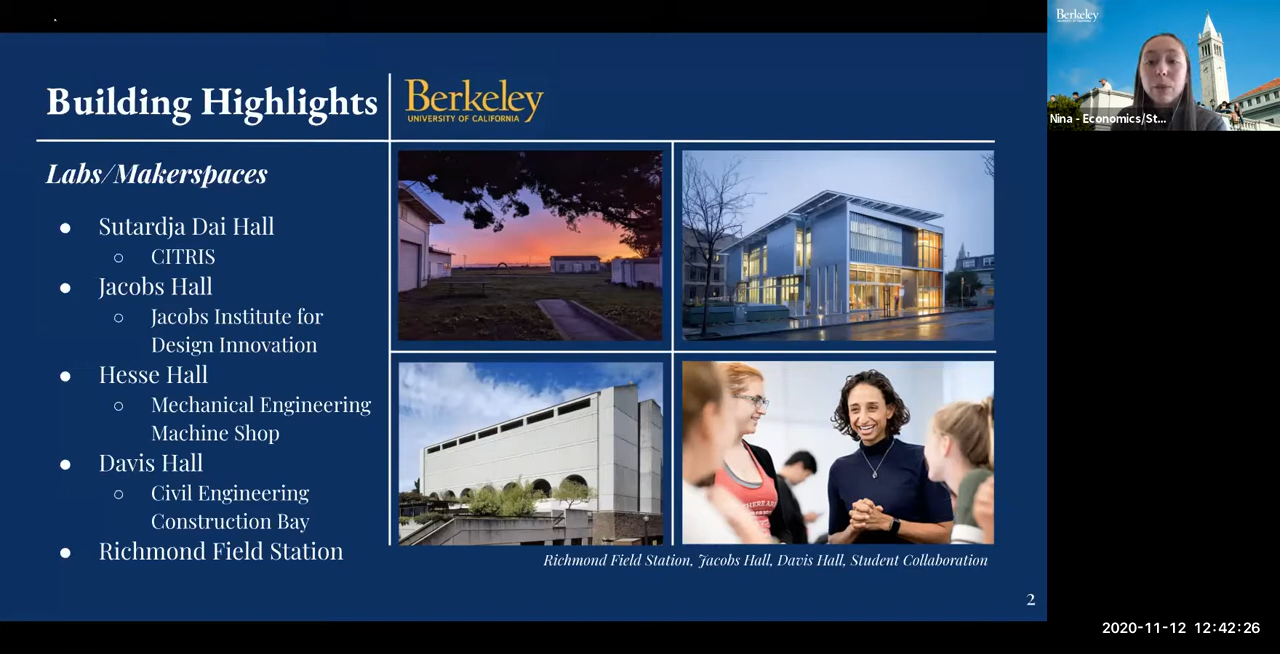 Building Highlights
Berkeley
UNIVERSITY OF CALIFORNIA
Labs/Makerspaces
● Sutardja Dai Hall
○ CITRIS
● Jacobs Hall
○ Jacobs Institute for
Design Innovation
● Hesse Hall
○ Mechanical Engineering
Machine Shop
● Davis Hall
○ Civil Engineering
Construction Bay
● Richmond Field Station
THERE ARE
Richmond Field Station, Jacobs Hall, Davis Hall, Student Collaboration
2
Berkeley
Nina - Economics/St...
2020-11-12 12:42:26